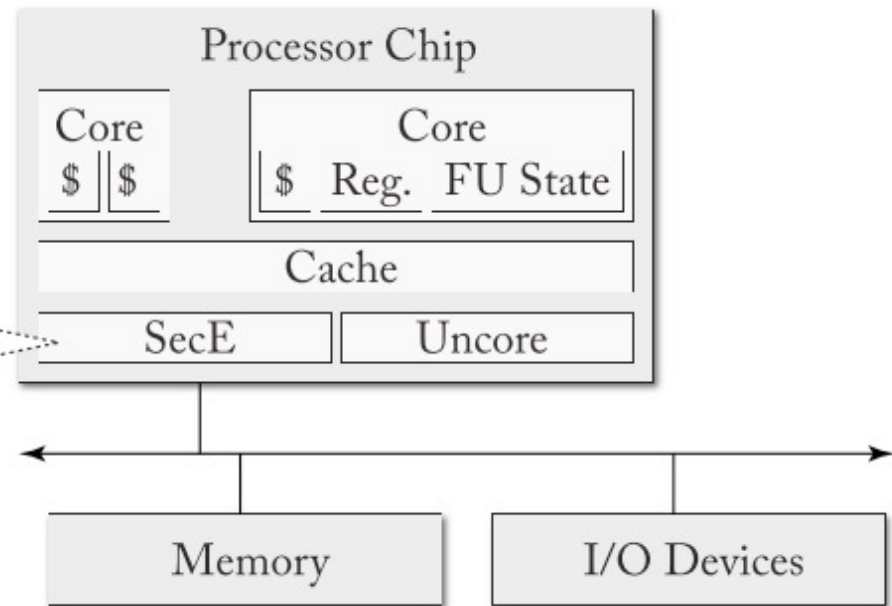 Processor Chip
Core
$ $
Core
$ Reg. FU State
Cache
SecE
Uncore
Memory
I/O Devices